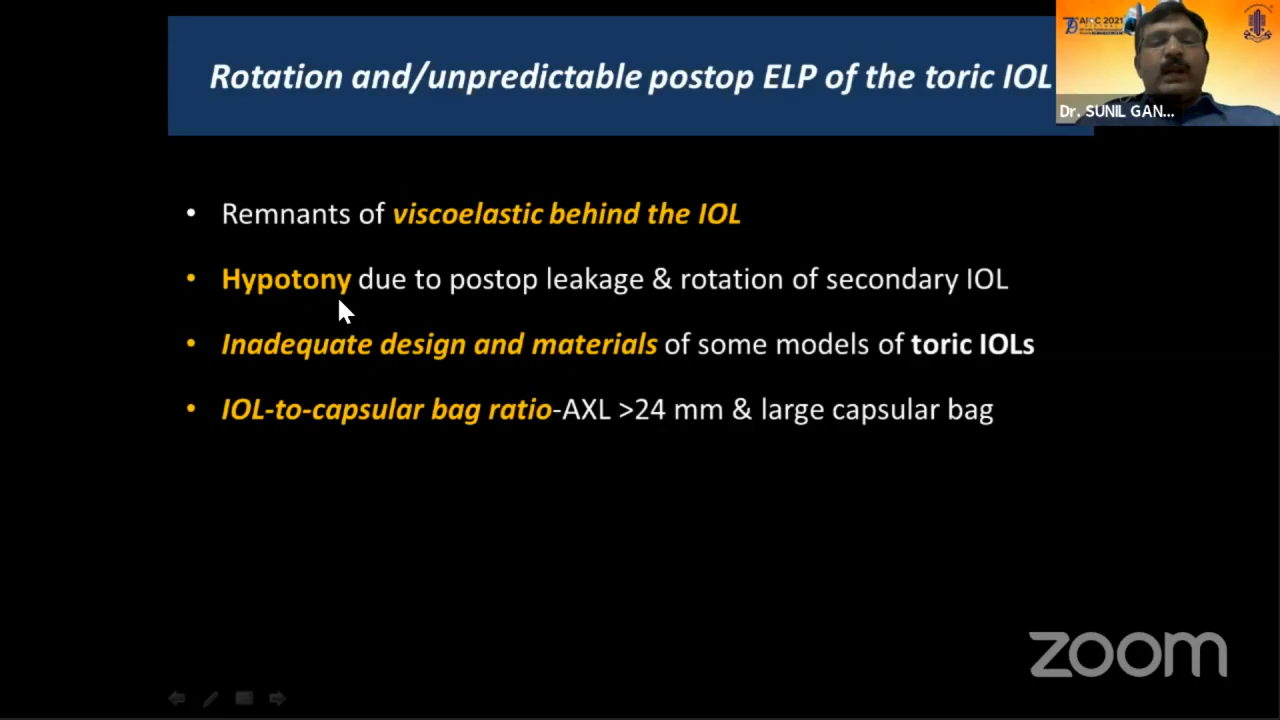 Rotation and/unpredictable postop ELP of the toric IOL
AIOC 2021
Dr. SUNIL GAN...
• Remnants of viscoelastic behind the IOL
• Hypotony due to postop leakage & rotation of secondary IOL
• Inadequate design and materials of some models of toric IOLs
• IOL-to-capsular bag ratio-AXL >24 mm & large capsular bag
zoom